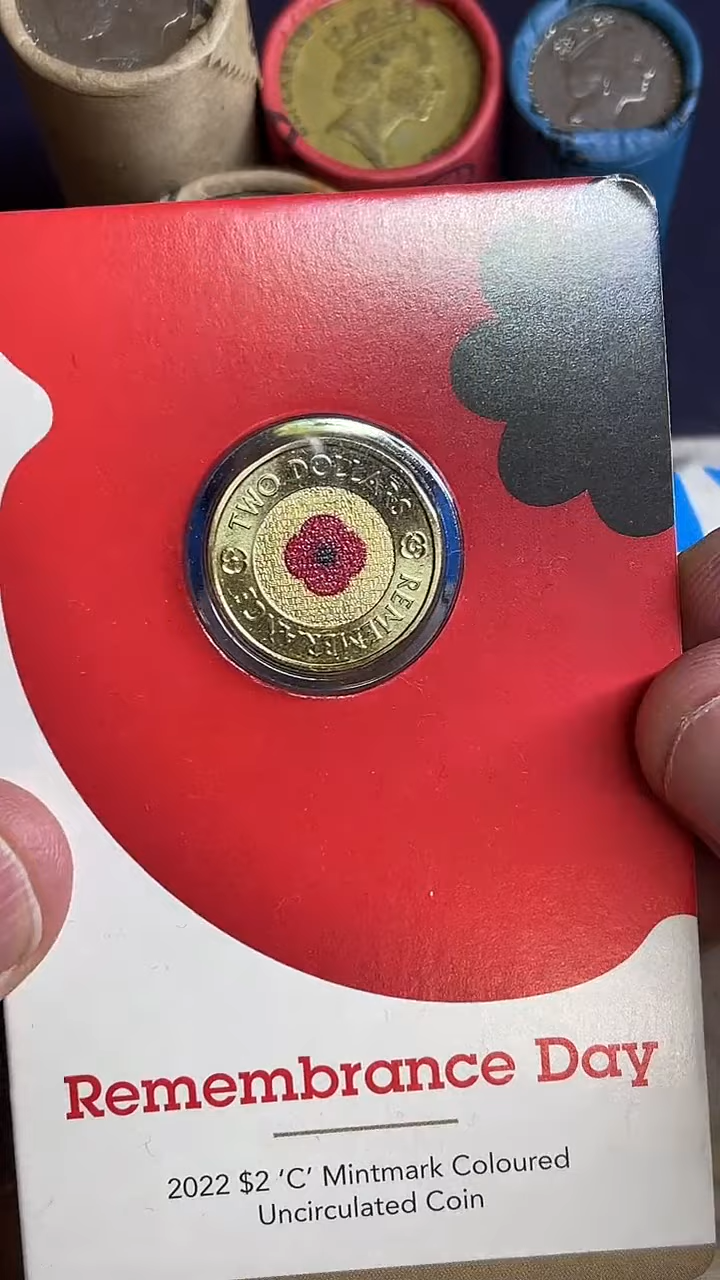 TWO DOLLARS
REMEMBRANCE
Remembrance Day
2022 $2 ‘C’ Mintmark Coloured
Uncirculated Coin